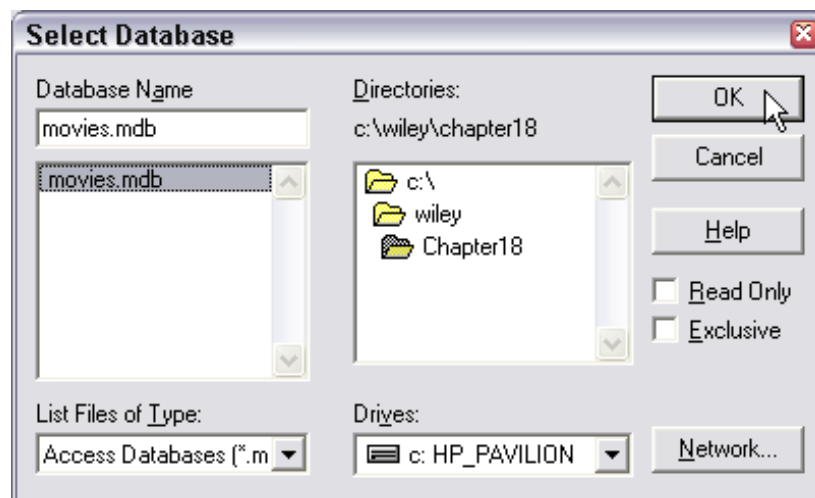 Select Database
Database Name
movies.mdb
movies.mdb
Directories:
c:\wiley\chapter18
c:\
wiley
Chapter18
OK
Cancel
Help
Read Only
Exclusive
List Files of Type:
Access Databases (*.m
Drives:
c: HP_PAVILION
Network...